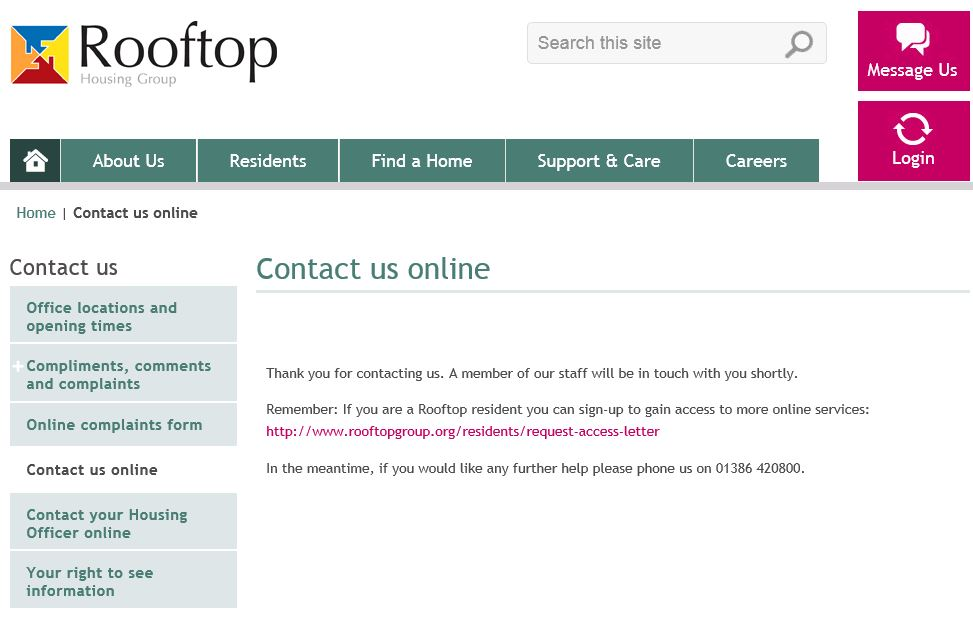 Rooftop
Housing Group
Search this site
Message Us
Login
About Us
Residents
Find a Home
Support & Care
Careers
Home | Contact us online
Contact us
Office locations and
opening times
+ Compliments, comments
and complaints
Online complaints form
Contact us online
Contact your Housing
Officer online
Your right to see
information
Contact us online
Thank you for contacting us. A member of our staff will be in touch with you shortly.
Remember: If you are a Rooftop resident you can sign-up to gain access to more online services:
http://www.rooftopgroup.org/residents/request-access-letter
In the meantime, if you would like any further help please phone us on 01386 420800.